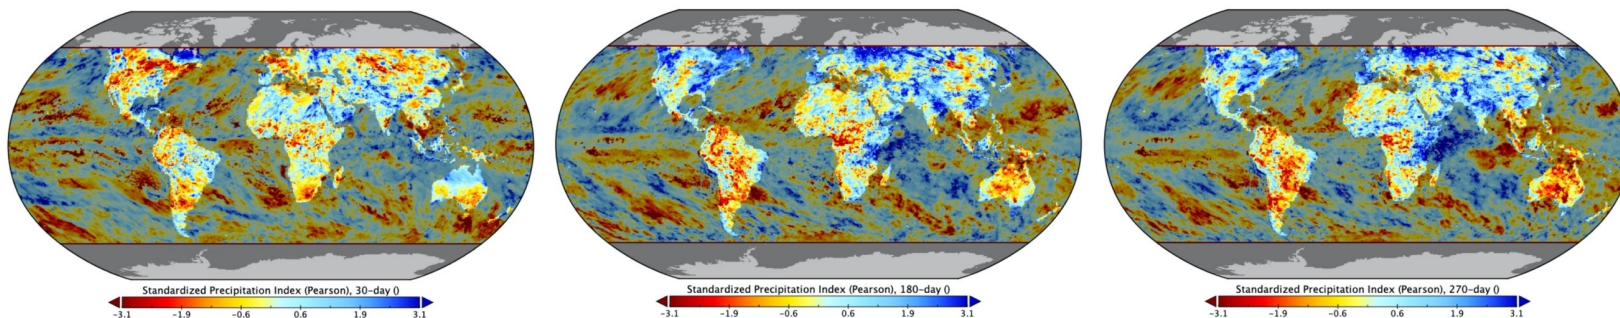 Standardized Precipitation Index (Pearson), 30-day ()
-3.1 -1.9 -0.6 0.6 1.9 3.1
Standardized Precipitation Index (Pearson), 180-day ()
-3.1 -1.9 -0.6 0.6 1.9 3.1
Standardized Precipitation Index (Pearson), 270-day ()
-3.1 -1.9 -0.6 0.6 1.9 3.1